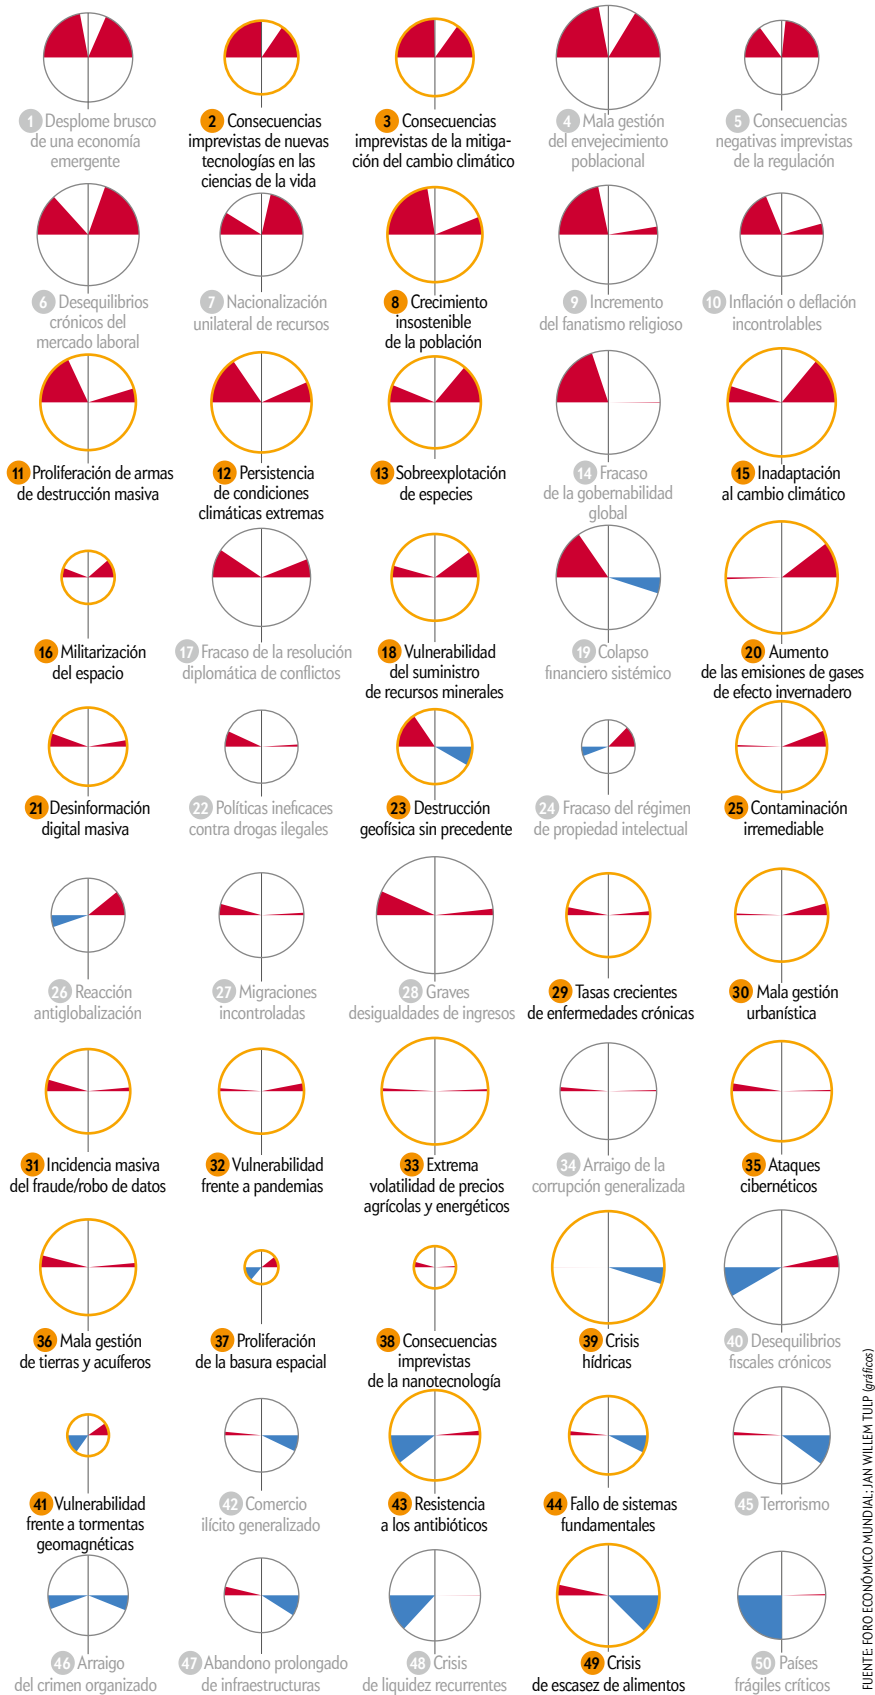 1 Desplome brusco
de una economía
emergente
2 Consecuencias
imprevistas de nuevas
tecnologías en las
ciencias de la vida
3 Consecuencias
imprevistas de la mitiga-
ción del cambio climático
4 Mala gestión
del envejecimiento
poblacional
5 Consecuencias
negativas imprevistas
de la regulación
6 Desequilibrios
crónicos del
mercado laboral
7 Nacionalización
unilateral de recursos
8 Crecimiento
insostenible
de la población
9 Incremento
del fanatismo religioso
10 Inflación o deflación
incontrolables
11 Proliferación de armas
de destrucción masiva
12 Persistencia
de condiciones
climáticas extremas
13 Sobreexplotación
de especies
14 Fracaso
de la gobernabilidad
global
15 Inadaptación
al cambio climático
16 Militarización
del espacio
17 Fracaso de la resolución
diplomática de conflictos
18 Vulnerabilidad
del suministro
de recursos minerales
19 Colapso
financiero sistémico
20 Aumento
de las emisiones de gases
de efecto invernadero
21 Desinformación
digital masiva
22 Políticas ineficaces
contra drogas ilegales
23 Destrucción
geofísica sin precedente
24 Fracaso del régimen
de propiedad intelectual
25 Contaminación
irremediable
26 Reacción
antiglobalización
27 Migraciones
incontroladas
28 Graves
desigualdades de ingresos
29 Tasas crecientes
de enfermedades crónicas
30 Mala gestión
urbanística
31 Incidencia masiva
del fraude/robo de datos
32 Vulnerabilidad
frente a pandemias
33 Extrema
volatilidad de precios
agrícolas y energéticos
34 Arraigo de la
corrupción generalizada
35 Ataques
cibernéticos
36 Mala gestión
de tierras y acuíferos
37 Proliferación
de la basura espacial
38 Consecuencias
imprevistas
de la nanotecnología
39 Crisis
hídricas
40 Desequilibrios
fiscales crónicos
41 Vulnerabilidad
frente a tormentas
geomagnéticas
42 Comercio
ilícito generalizado
43 Resistencia
a los antibióticos
44 Fallo de sistemas
fundamentales
45 Terrorismo
46 Arraigo
del crimen organizado
47 Abandono prolongado
de infraestructuras
48 Crisis
de liquidez recurrentes
49 Crisis
de escasez de alimentos
50 Países
frágiles críticos
FUENTE: FORO ECONÓMICO MUNDIAL; JAN WILLEM TULP (gráficos)